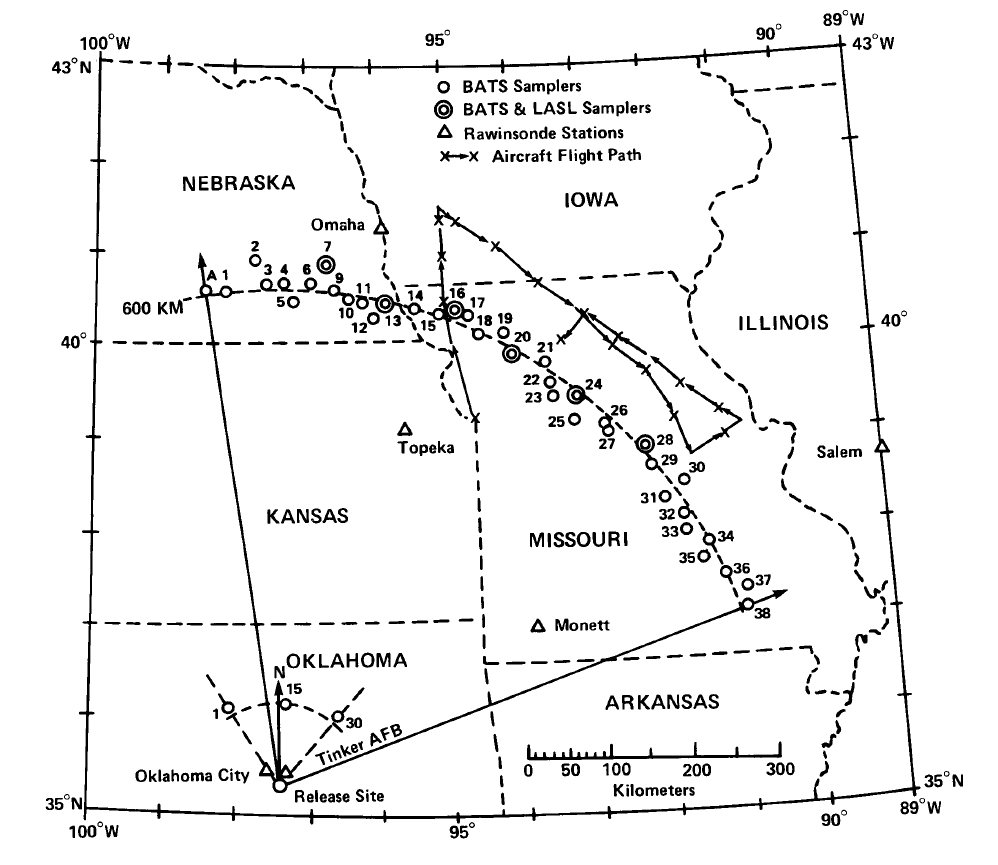 100°W
95°
90°
89°W
43°N
43°W
BATS Samplers
BATS & LASL Samplers
Rawinsonde Stations
Aircraft Flight Path
NEBRASKA
IOWA
Omaha
2
7
A 1
3 4
6
9
5
11
10
12
13
14
15
16
17
18
19
20
600 KM
ILLINOIS
40°
40°
21
22
23
24
25
26
27
28
29
30
Topeka
Salem
31
32
33
34
35
36
37
38
KANSAS
MISSOURI
Monett
OKLAHOMA
N
15
1
30
Tinker AFB
ARKANSAS
Oklahoma City
Release Site
0 50 100 200 300
Kilometers
35°N
35°N
100°W
95°
90°
89°W